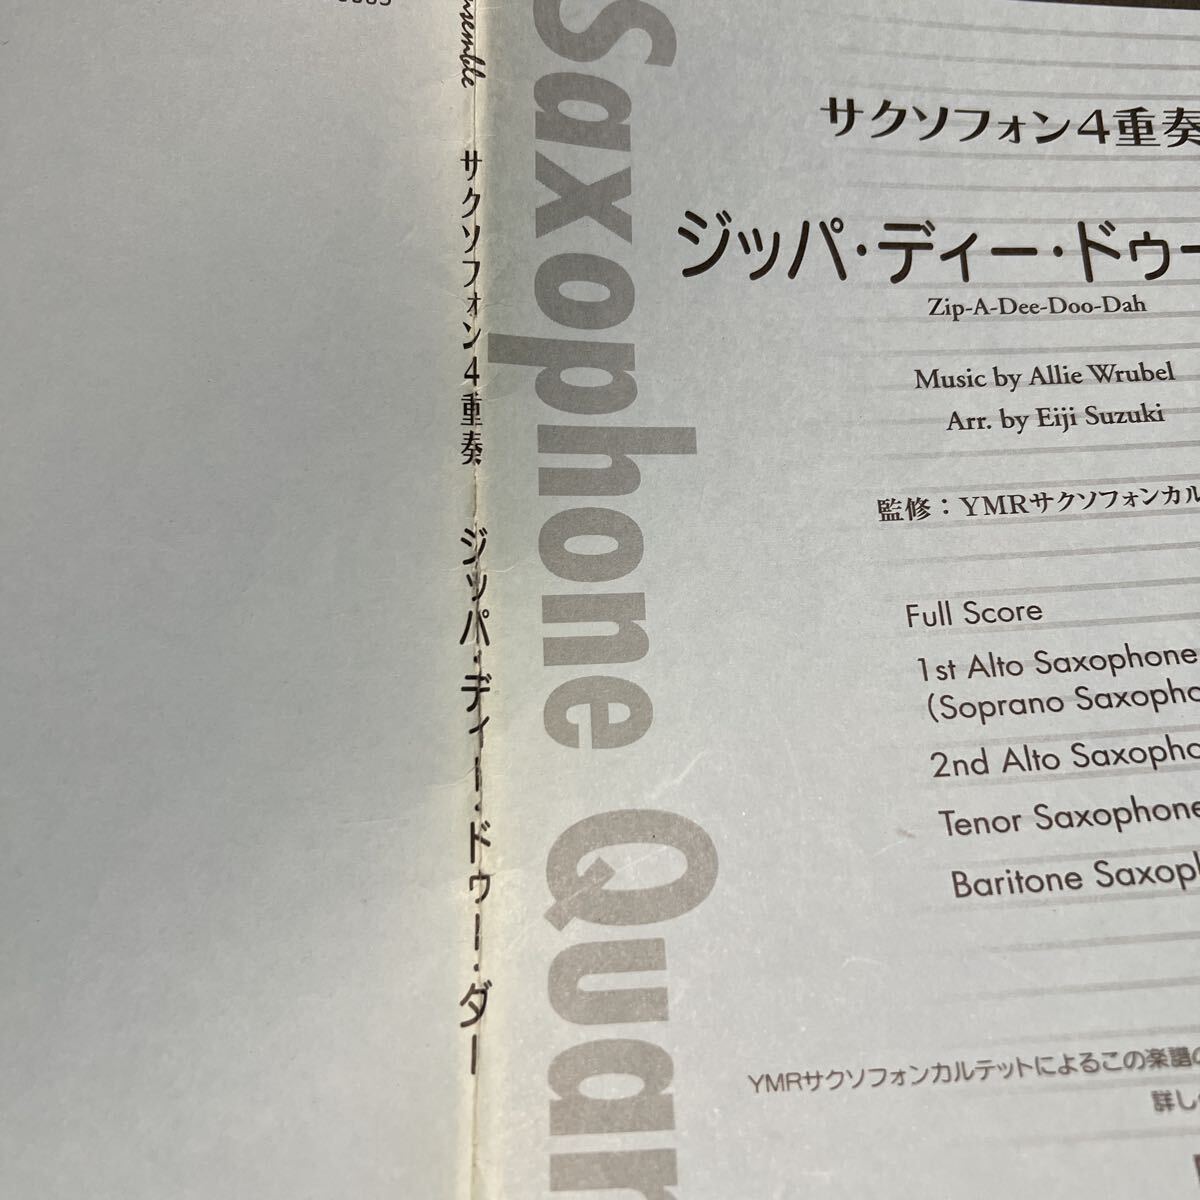 サクソフォン4重奏 ジッパ・ディー・ドゥー・ダー
Saxophone
サクソフォン4重奏
ジッパ・ディー・ドゥー
Zip-A-Dee-Doo-Dah
Music by Allie Wrubel
Arr. by Eiji Suzuki
監修：YMRサクソフォンカル
Full Score
1st Alto Saxophone
(Soprano Saxopho
2nd Alto Saxopho
Tenor Saxophone
Baritone Saxoph
YMRサクソフォンカルテットによるこの楽譜の
詳し